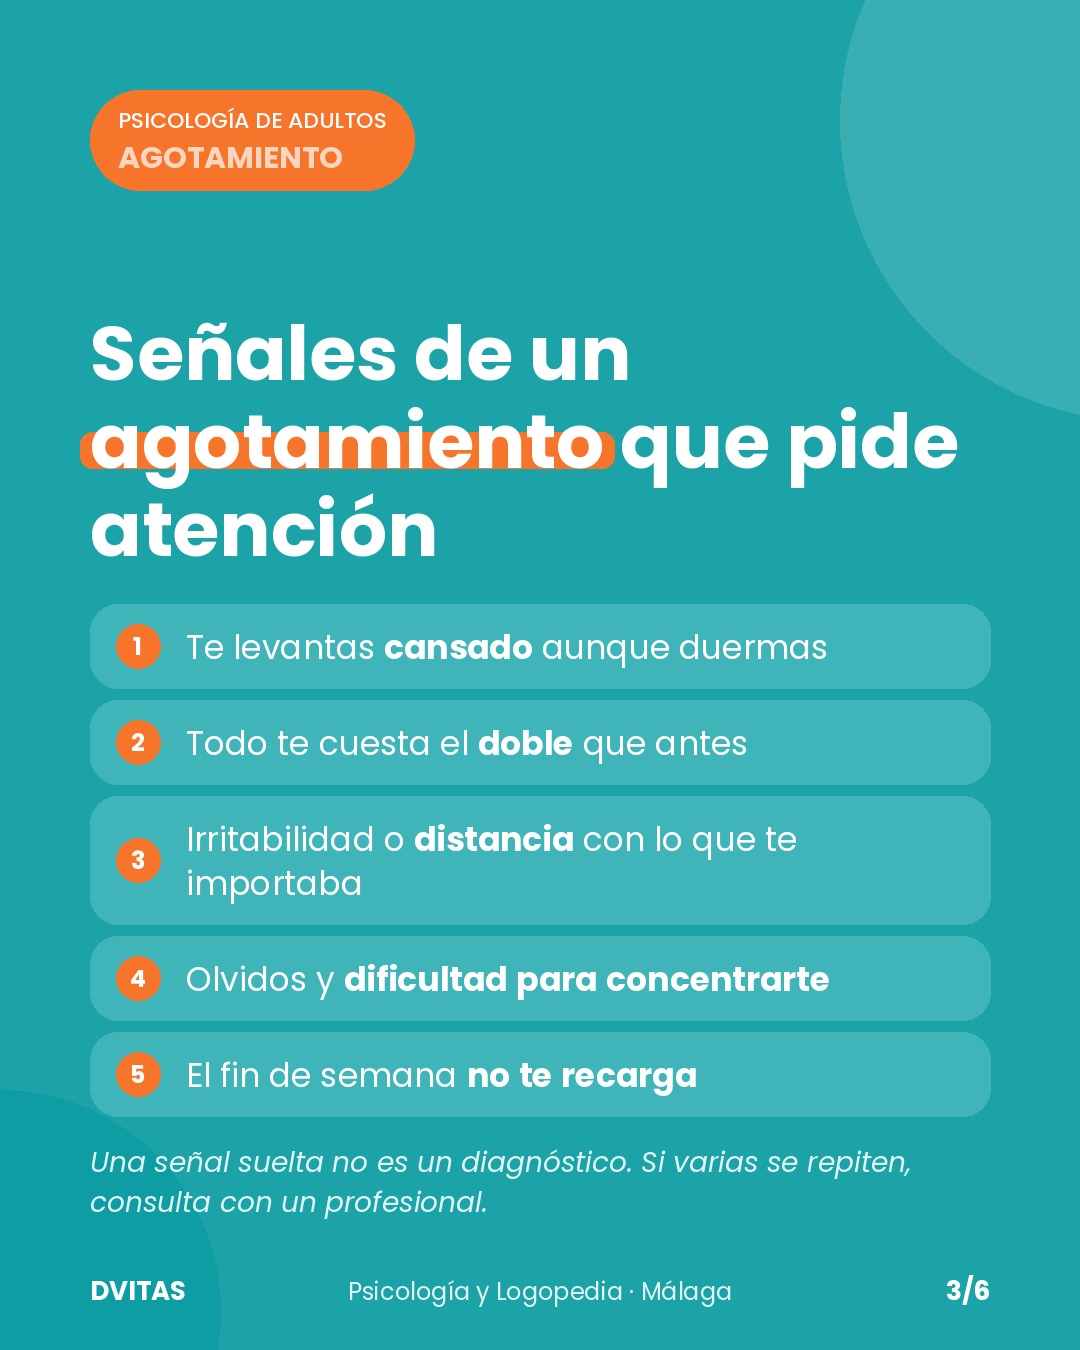 PSICOLOGÍA DE ADULTOS
AGOTAMIENTO
Señales de un
agotamiento que pide
atención
1 Te levantas cansado aunque duermas
2 Todo te cuesta el doble que antes
3 Irritabilidad o distancia con lo que te
importaba
4 Olvidos y dificultad para concentrarte
5 El fin de semana no te recarga
Una señal suelta no es un diagnóstico. Si varias se repiten,
consulta con un profesional.
DVITAS Psicología y Logopedia · Málaga 3/6